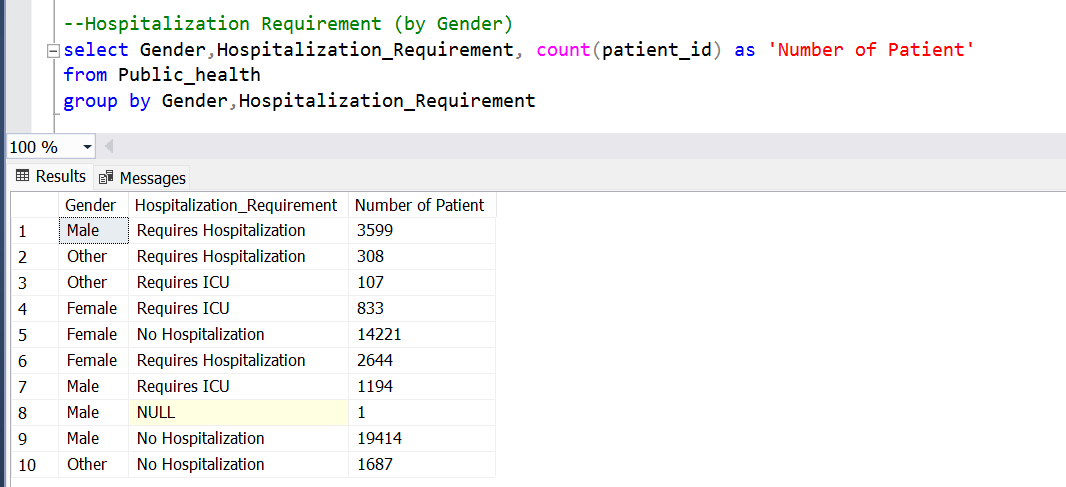 --Hospitalization Requirement (by Gender)
select Gender,Hospitalization_Requirement, count(patient_id) as 'Number of Patient'
from Public_health
group by Gender,Hospitalization_Requirement
100 %
Results Messages
Gender Hospitalization_Requirement Number of Patient
1 Male Requires Hospitalization 3599
2 Other Requires Hospitalization 308
3 Other Requires ICU 107
4 Female Requires ICU 833
5 Female No Hospitalization 14221
6 Female Requires Hospitalization 2644
7 Male Requires ICU 1194
8 Male NULL 1
9 Male No Hospitalization 19414
10 Other No Hospitalization 1687